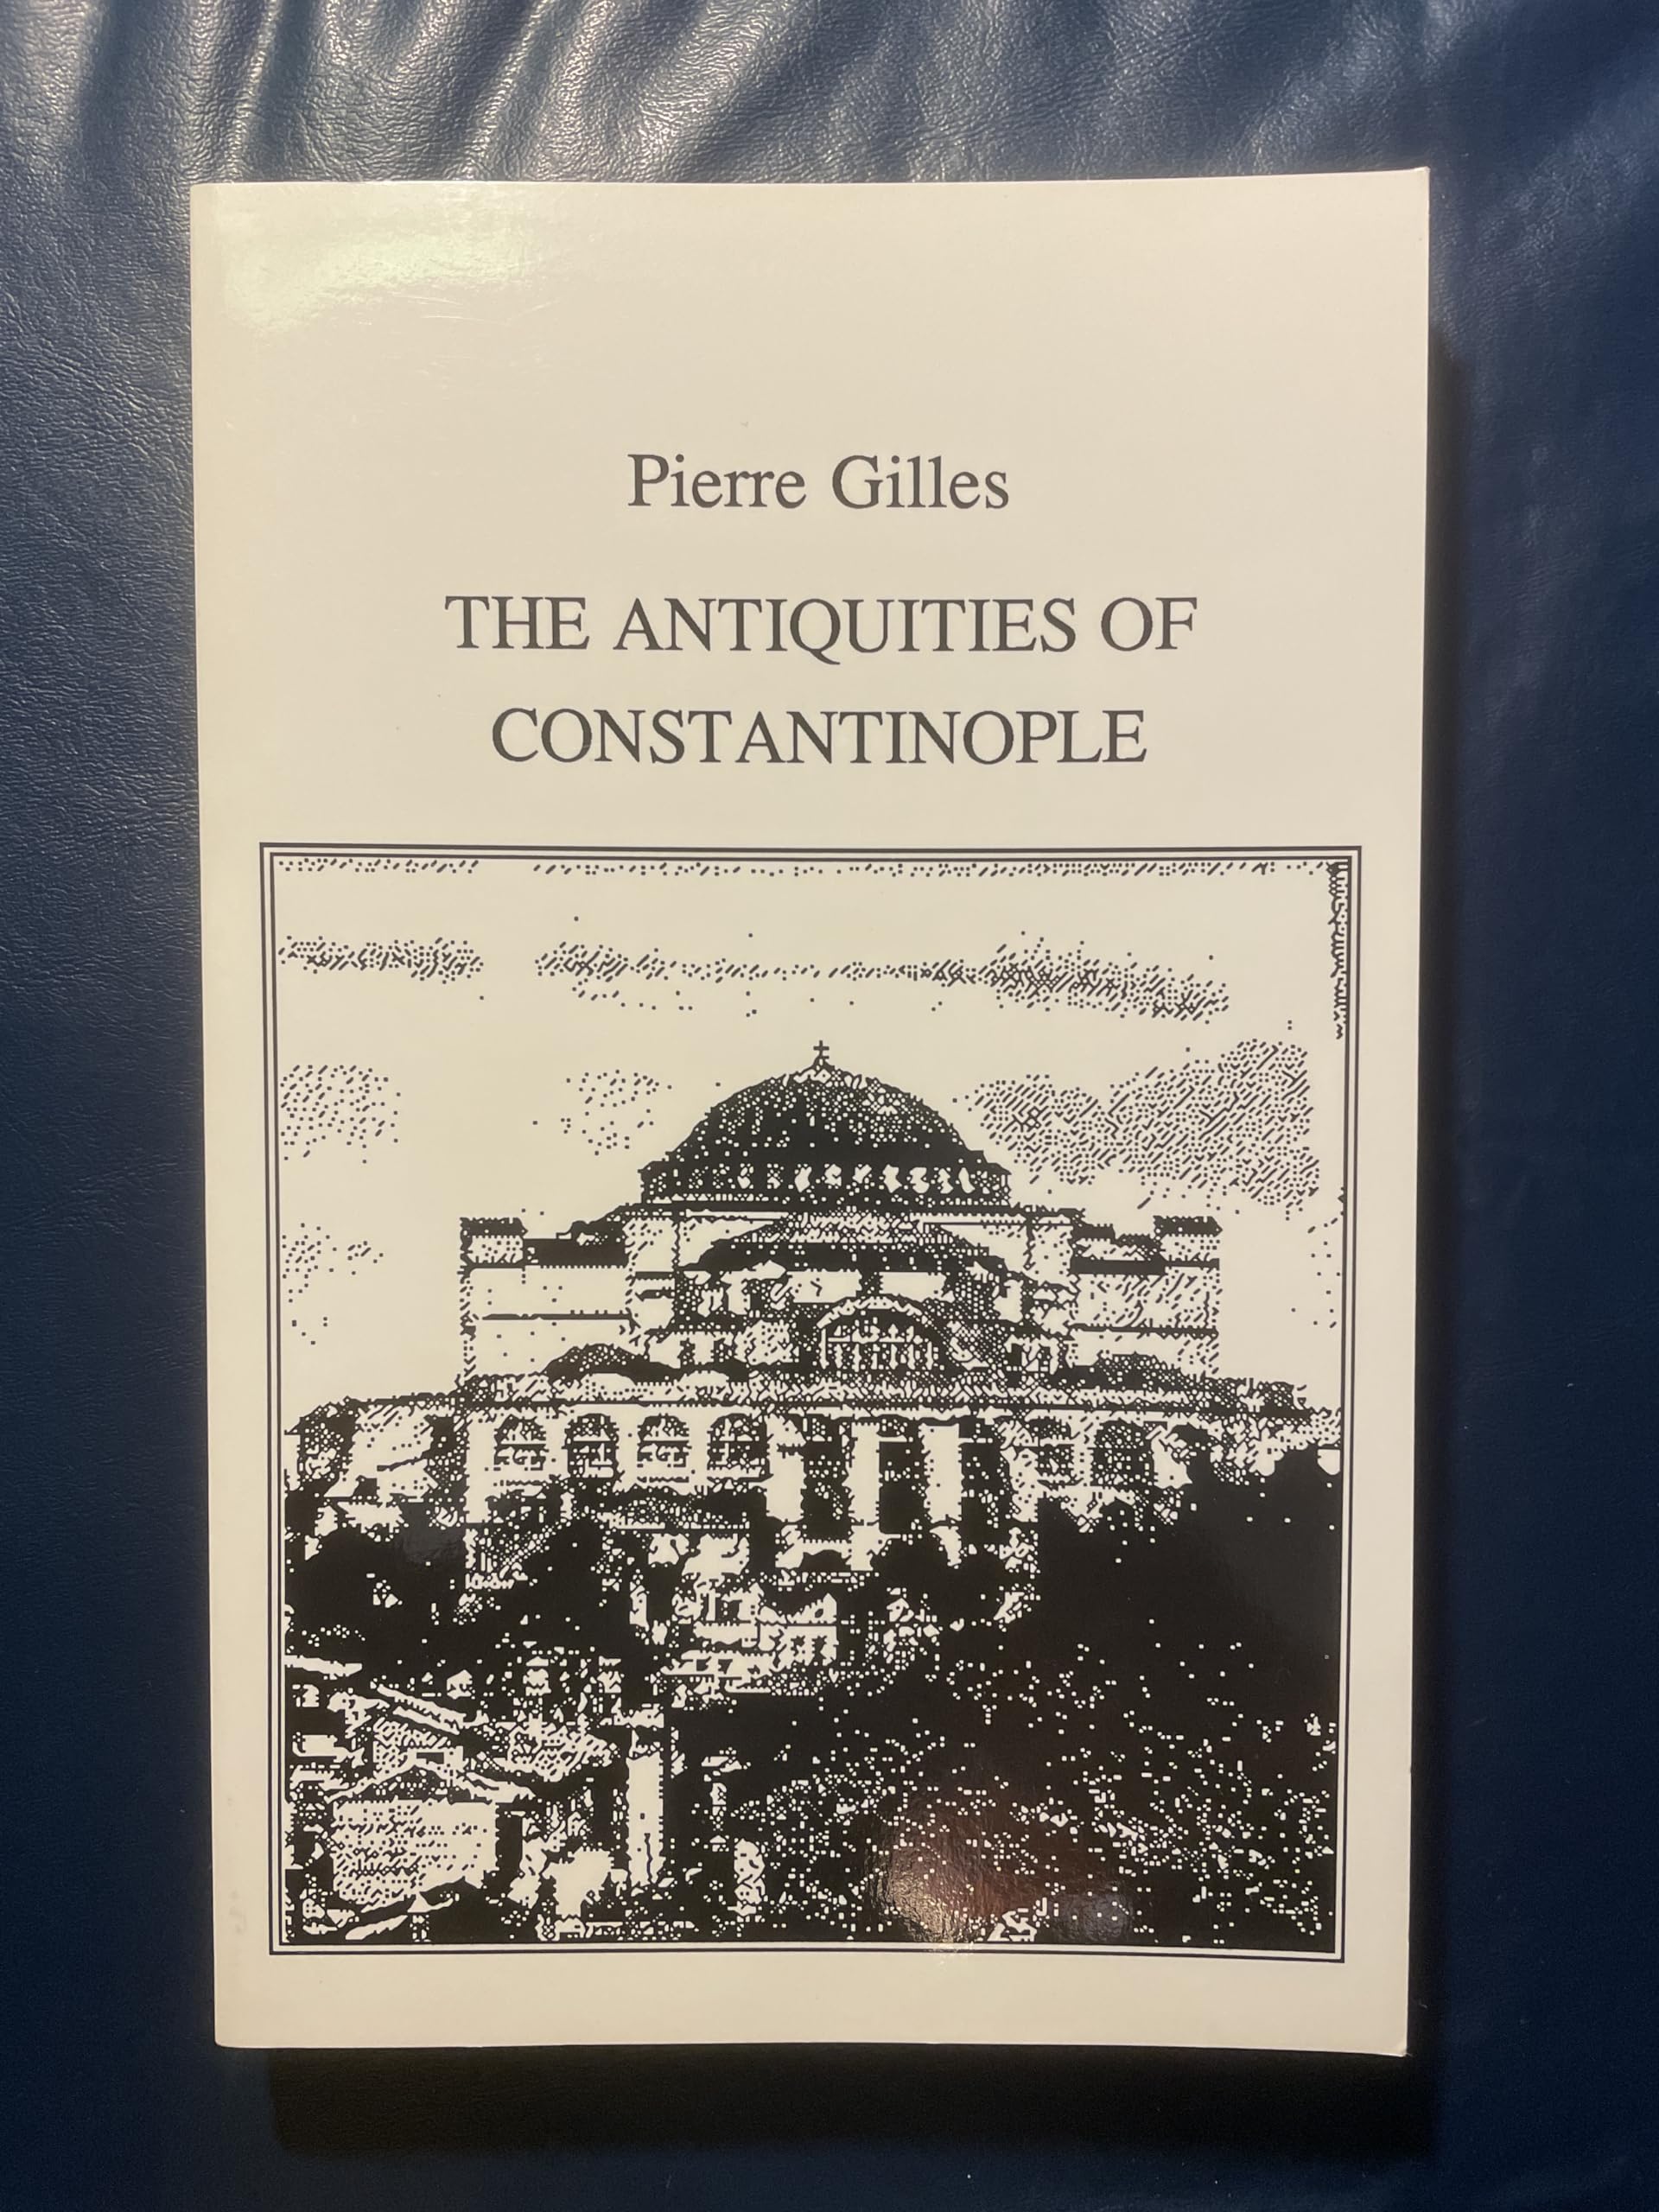 Pierre Gilles
THE ANTIQUITIES OF
CONSTANTINOPLE